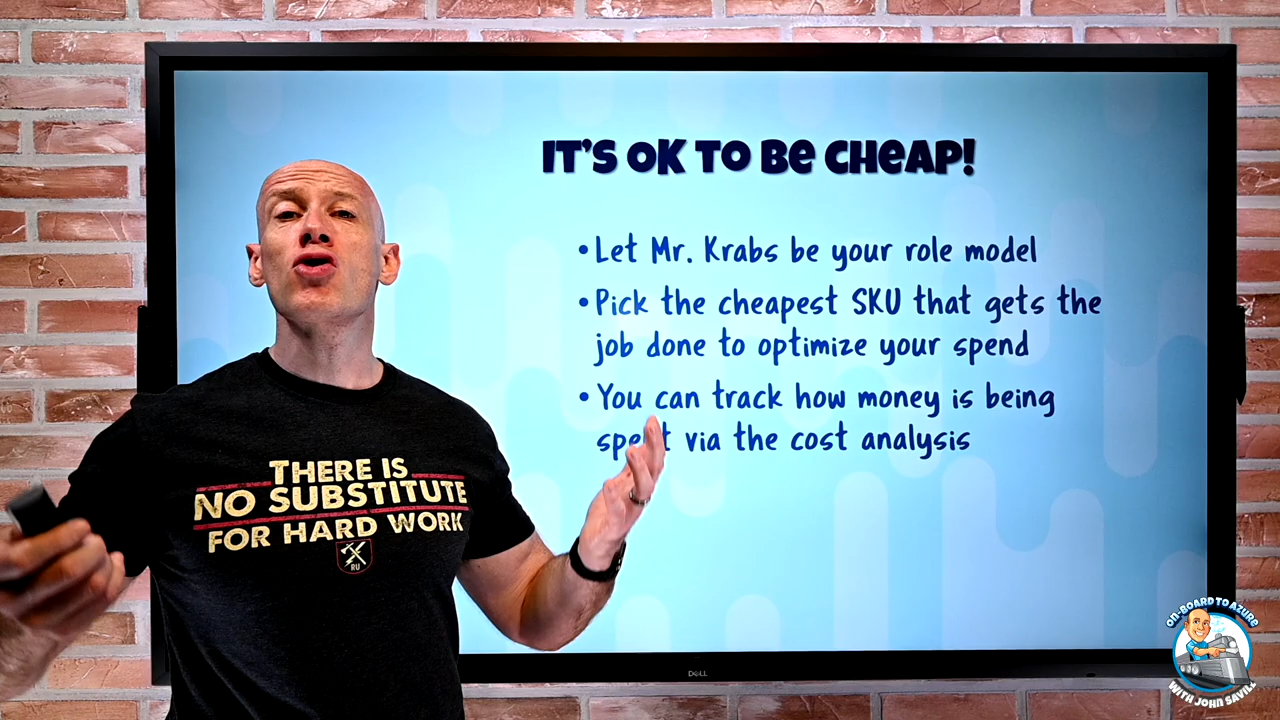 IT'S OK TO BE CHEAP!
•Let Mr. Krabs be your role model
•Pick the cheapest SKU that gets the
job done to optimize your spend
•You can track how money is being
spent via the cost analysis
THERE IS
NO SUBSTITUTE
FOR HARD WORK
RU
DELL
ON-BOARD TO AZURE
WITH JOHN SAVILL